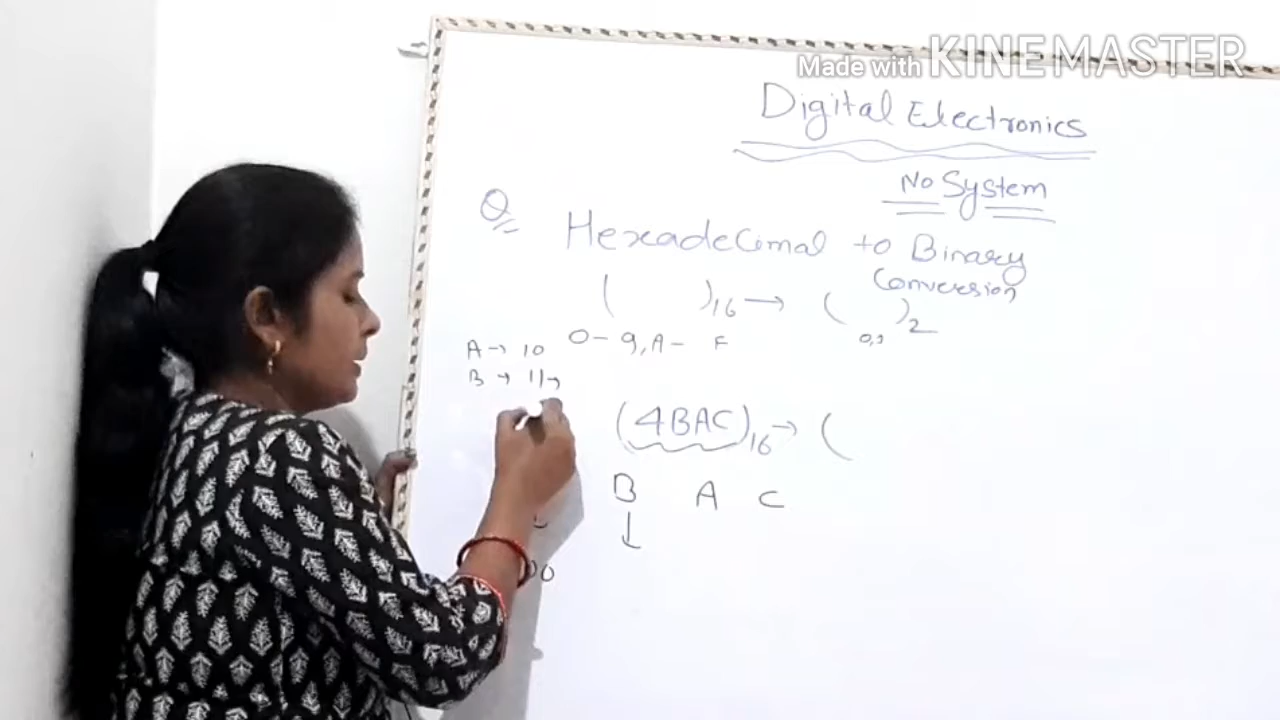 Made with KINEMASTER
Digital Electronics
No System
Q Hexadecimal to Binary
Conversion
( )16 → ( )2
0 - 9, A - F 0,1
A → 10
B → 11 →
(4BAC)16 → (
B A C
↓
00